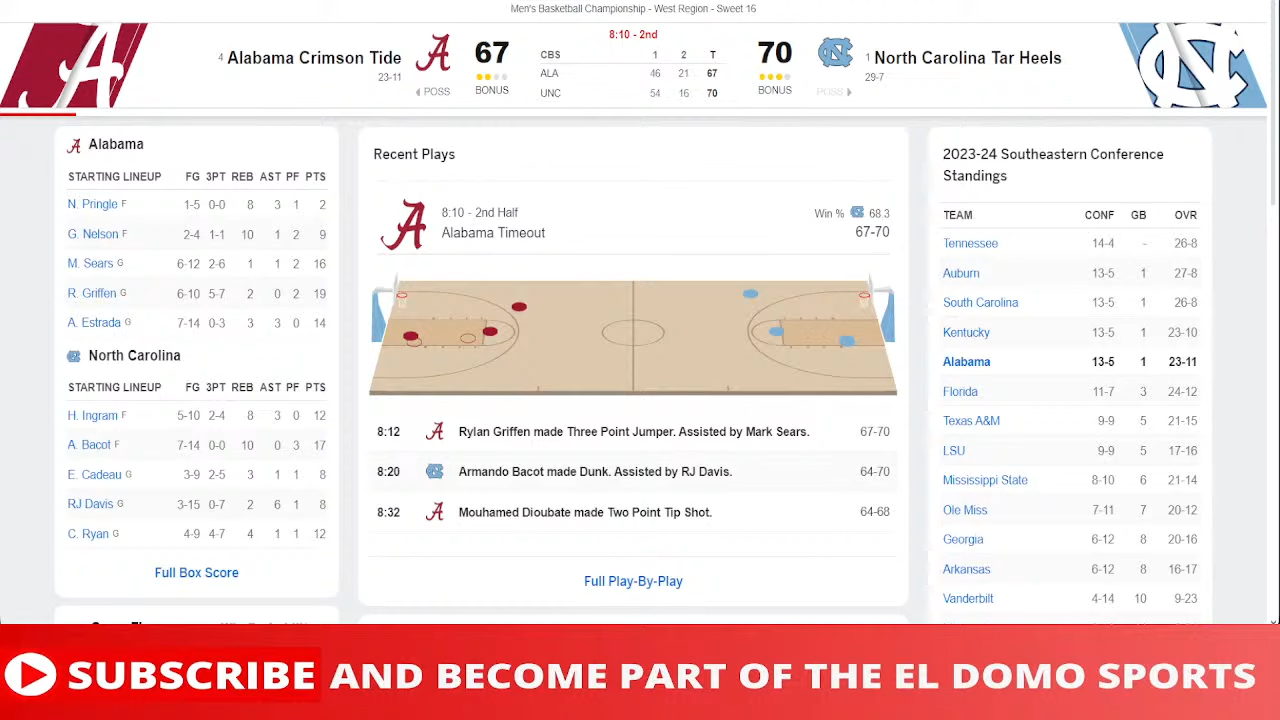 Men's Basketball Championship - West Region - Sweet 16
4 Alabama Crimson Tide
23-11
67
BONUS
POSS
8:10 - 2nd
CBS 1 2 T
ALA 46 21 67
UNC 54 16 70
70
BONUS
POSS
1 North Carolina Tar Heels
29-7
Alabama
STARTING LINEUP FG 3PT REB AST PF PTS
N. Pringle F 1-5 0-0 8 3 1 2
G. Nelson F 2-4 1-1 10 1 2 9
M. Sears G 6-12 2-6 1 1 2 16
R. Griffen G 6-10 5-7 2 0 2 19
A. Estrada G 7-14 0-3 3 3 0 14
North Carolina
STARTING LINEUP FG 3PT REB AST PF PTS
H. Ingram F 5-10 2-4 8 3 0 12
A. Bacot F 7-14 0-0 10 0 3 17
E. Cadeau G 3-9 2-5 3 1 1 8
RJ Davis G 3-15 0-7 2 6 1 8
C. Ryan G 4-9 4-7 4 1 1 12
Full Box Score
Recent Plays
8:10 - 2nd Half
Alabama Timeout
Win % 68.3
67-70
8:12 Rylan Griffen made Three Point Jumper. Assisted by Mark Sears. 67-70
8:20 Armando Bacot made Dunk. Assisted by RJ Davis. 64-70
8:32 Mouhamed Dioubate made Two Point Tip Shot. 64-68
Full Play-By-Play
2023-24 Southeastern Conference
Standings
TEAM CONF GB OVR
Tennessee 14-4 - 26-8
Auburn 13-5 1 27-8
South Carolina 13-5 1 26-8
Kentucky 13-5 1 23-10
Alabama 13-5 1 23-11
Florida 11-7 3 24-12
Texas A&M 9-9 5 21-15
LSU 9-9 5 17-16
Mississippi State 8-10 6 21-14
Ole Miss 7-11 7 20-12
Georgia 6-12 8 20-16
Arkansas 6-12 8 16-17
Vanderbilt 4-14 10 9-23
SUBSCRIBE AND BECOME PART OF THE EL DOMO SPORTS